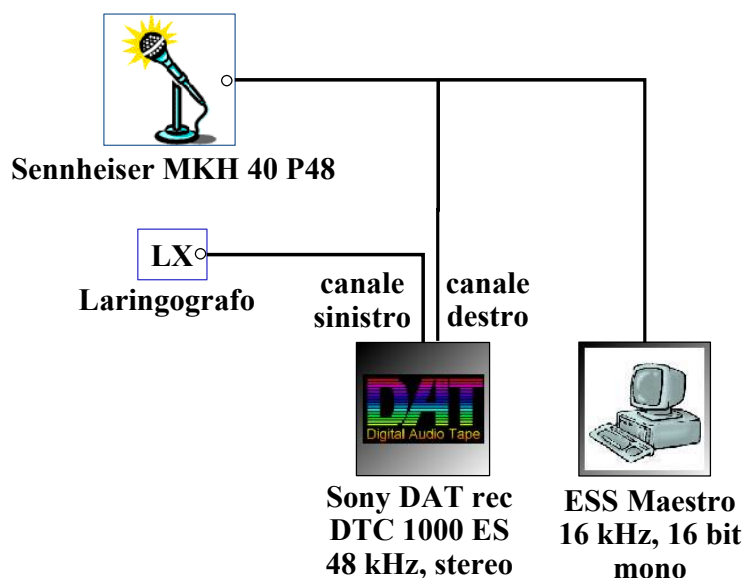 Sennheiser MKH 40 P48
LX
Laringografo
canale
sinistro
canale
destro
DAT
Digital Audio Tape
Sony DAT rec
DTC 1000 ES
48 kHz, stereo
ESS Maestro
16 kHz, 16 bit
mono